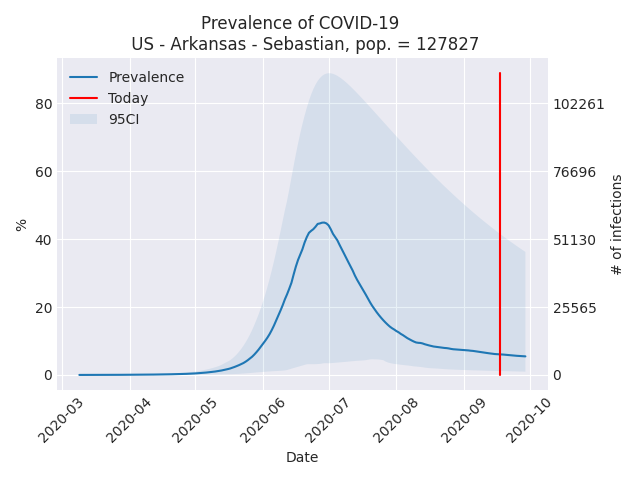 Prevalence of COVID-19
US - Arkansas - Sebastian, pop. = 127827
Prevalence
Today
95CI
80
60
40
20
0
%
102261
76696
51130
25565
0
# of infections
2020-03
2020-04
2020-05
2020-06
2020-07
2020-08
2020-09
2020-10
Date